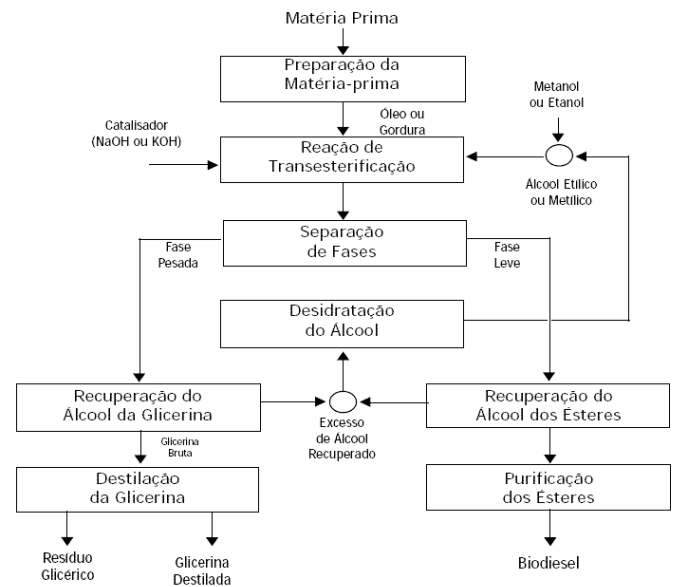 Matéria Prima
Preparação da
Matéria-prima
Metanol
ou Etanol
Óleo ou
Gordura
Catalisador
(NaOH ou KOH)
Reação de
Transesterificação
Álcool Etílico
ou Metílico
Separação
de Fases
Fase
Pesada
Fase
Leve
Desidratação
do Álcool
Recuperação do
Álcool da Glicerina
Recuperação do
Álcool dos Ésteres
Excesso
de Álcool
Recuperado
Glicerina
Bruta
Destilação
da Glicerina
Purificação
dos Ésteres
Resíduo
Glicérico
Glicerina
Destilada
Biodiesel